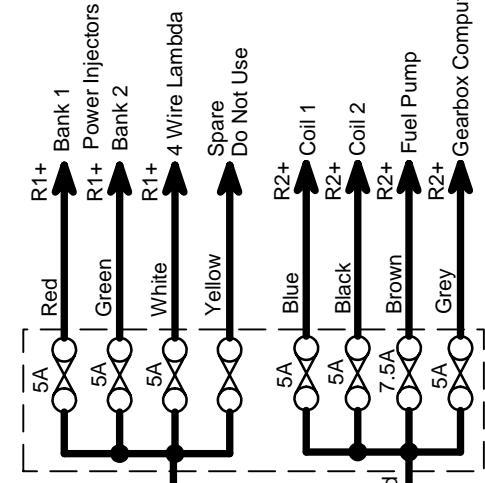 R1+
Bank 1
Power Injectors
R1+
Bank 2
R1+
4 Wire Lambda
Spare
Do Not Use
R2+
Coil 1
R2+
Coil 2
R2+
Fuel Pump
R2+
Gearbox Compu
Red
Green
White
Yellow
Blue
Black
Brown
Grey
5A
5A
5A
5A
5A
7.5A
5A